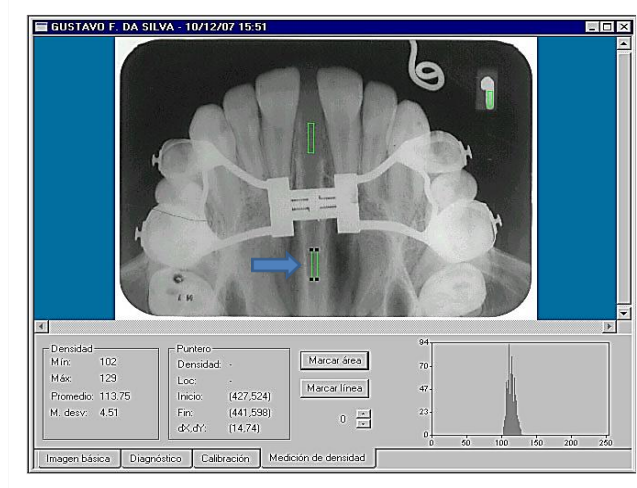 GUSTAVO F. DA SILVA - 10/12/07 15:51
Densidad
Mín: 102
Máx: 129
Promedio: 113.75
M. desv: 4.51
Puntero
Densidad: -
Loc: -
Inicio: (427,524)
Fin: (441,598)
dX,dY: (14,74)
Marcar área
Marcar línea
0
94
70
47
23
0
0 50 100 150 200 250
Imagen básica Diagnóstico Calibración Medición de densidad